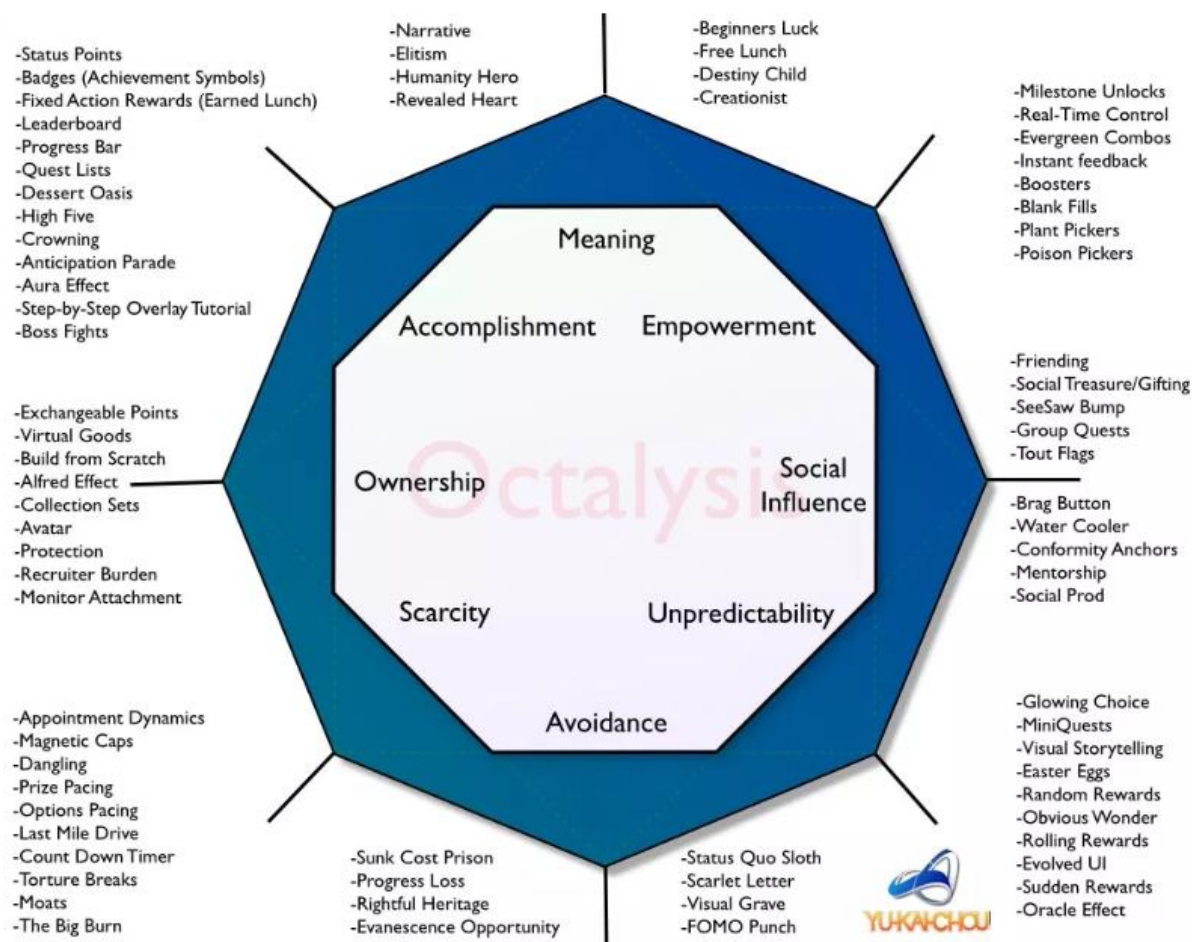 -Narrative
-Elitism
-Humanity Hero
-Revealed Heart
-Beginners Luck
-Free Lunch
-Destiny Child
-Creationist
-Status Points
-Badges (Achievement Symbols)
-Fixed Action Rewards (Earned Lunch)
-Leaderboard
-Progress Bar
-Quest Lists
-Dessert Oasis
-High Five
-Crowning
-Anticipation Parade
-Aura Effect
-Step-by-Step Overlay Tutorial
-Boss Fights
-Milestone Unlocks
-Real-Time Control
-Evergreen Combos
-Instant feedback
-Boosters
-Blank Fills
-Plant Pickers
-Poison Pickers
Meaning
Accomplishment
Empowerment
Ownership
Octalysis
Social
Influence
Scarcity
Unpredictability
Avoidance
-Exchangeable Points
-Virtual Goods
-Build from Scratch
-Alfred Effect
-Collection Sets
-Avatar
-Protection
-Recruiter Burden
-Monitor Attachment
-Friending
-Social Treasure/Gifting
-SeeSaw Bump
-Group Quests
-Tout Flags
-Brag Button
-Water Cooler
-Conformity Anchors
-Mentorship
-Social Prod
-Appointment Dynamics
-Magnetic Caps
-Dangling
-Prize Pacing
-Options Pacing
-Last Mile Drive
-Count Down Timer
-Torture Breaks
-Moats
-The Big Burn
-Sunk Cost Prison
-Progress Loss
-Rightful Heritage
-Evanescence Opportunity
-Status Quo Sloth
-Scarlet Letter
-Visual Grave
-FOMO Punch
-Glowing Choice
-MiniQuests
-Visual Storytelling
-Easter Eggs
-Random Rewards
-Obvious Wonder
-Rolling Rewards
-Evolved UI
-Sudden Rewards
-Oracle Effect
YU-KAI-CHOU